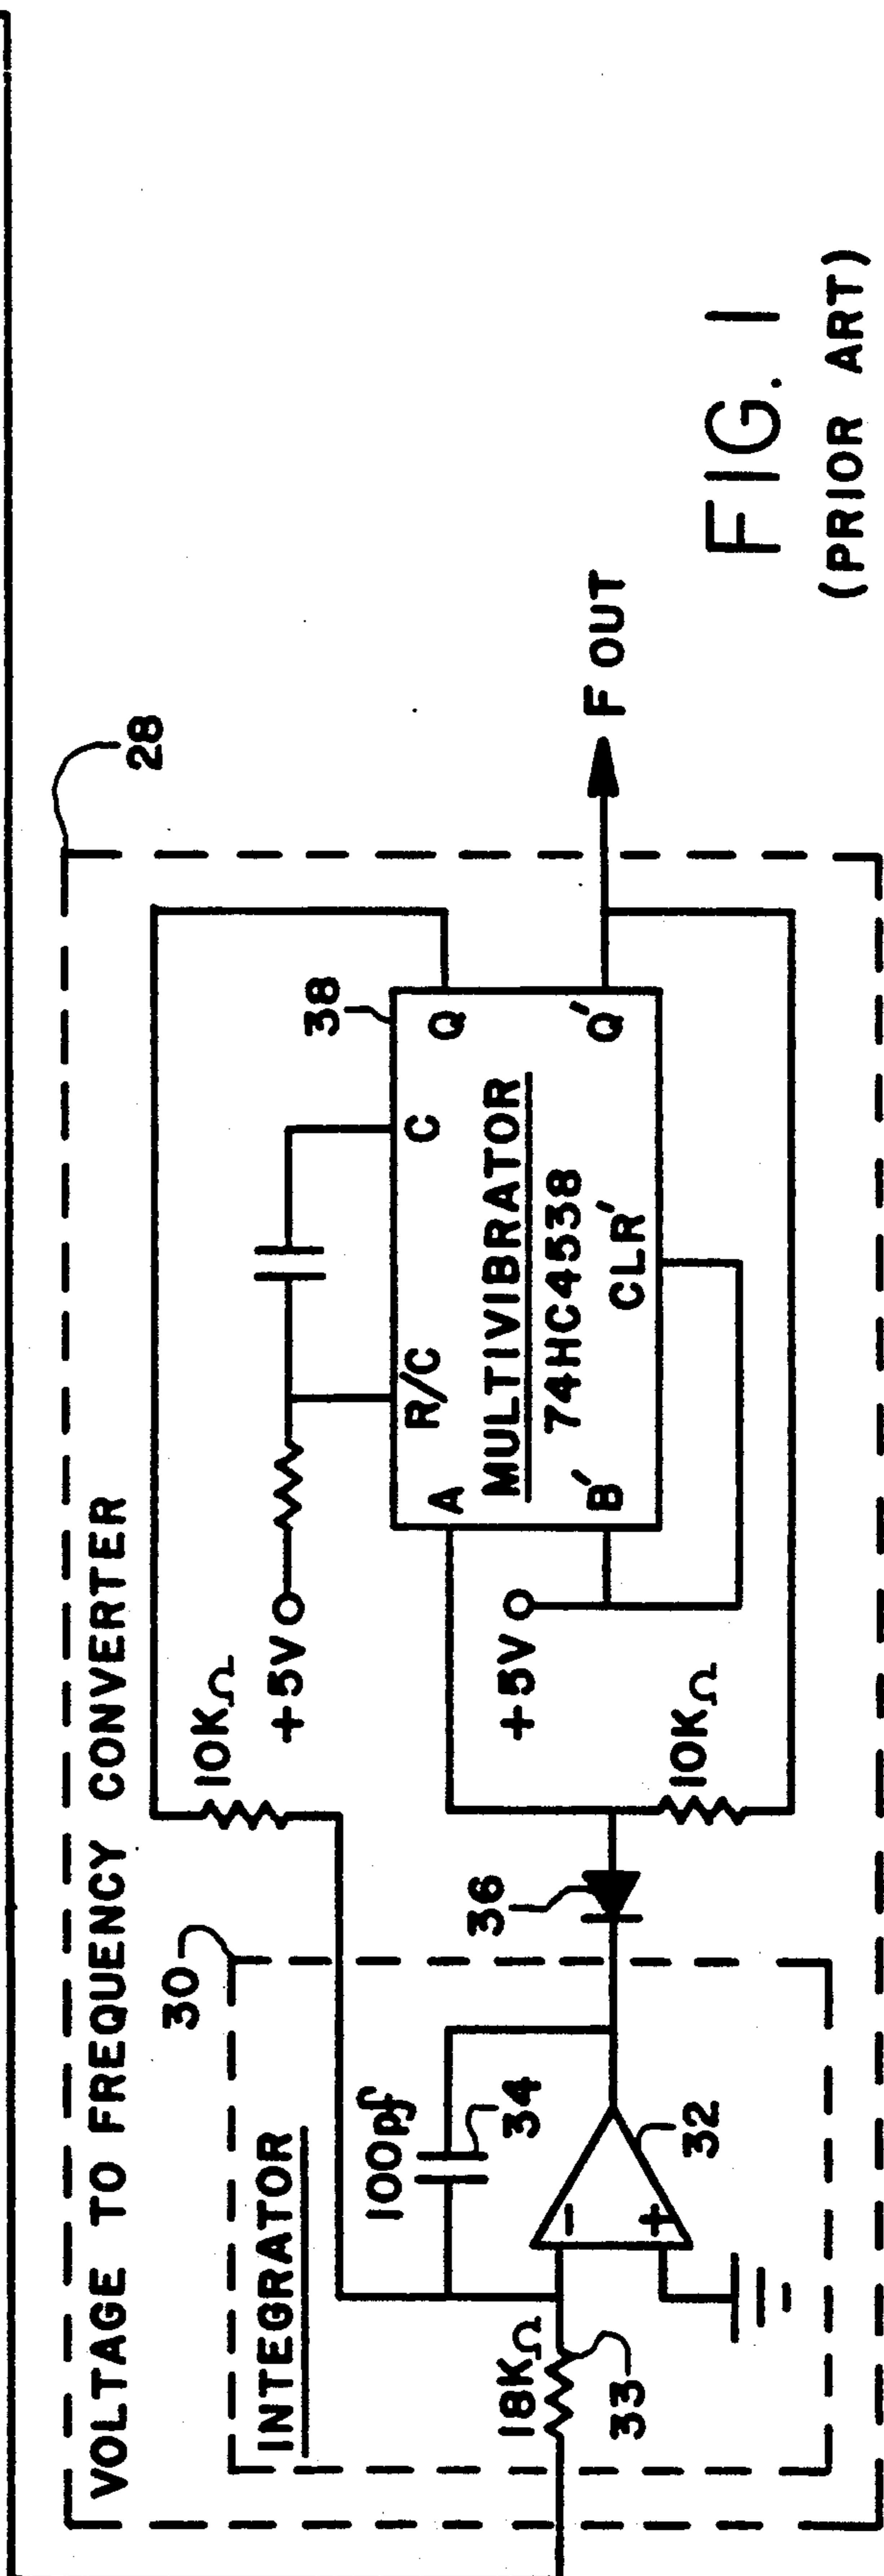 VOLTAGE TO FREQUENCY CONVERTER
28
30
INTEGRATOR
10KΩ
+5V
38
R/C
C
A
Q
MULTIVIBRATOR
74HC4538
B'
CLR'
Q'
100pf
34
36
+5V
18KΩ
33
-
+
32
10KΩ
F OUT
FIG. 1
(PRIOR ART)